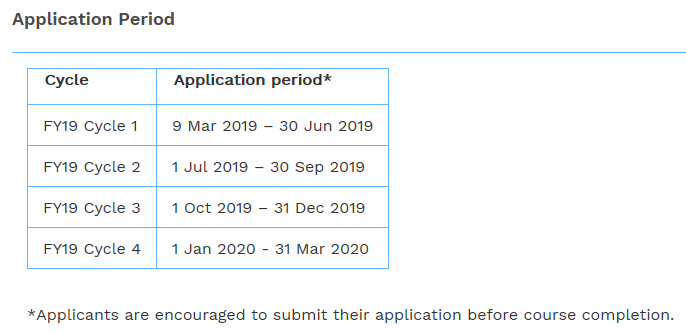 Application Period
Cycle Application period*
FY19 Cycle 1 9 Mar 2019 – 30 Jun 2019
FY19 Cycle 2 1 Jul 2019 – 30 Sep 2019
FY19 Cycle 3 1 Oct 2019 – 31 Dec 2019
FY19 Cycle 4 1 Jan 2020 - 31 Mar 2020
*Applicants are encouraged to submit their application before course completion.